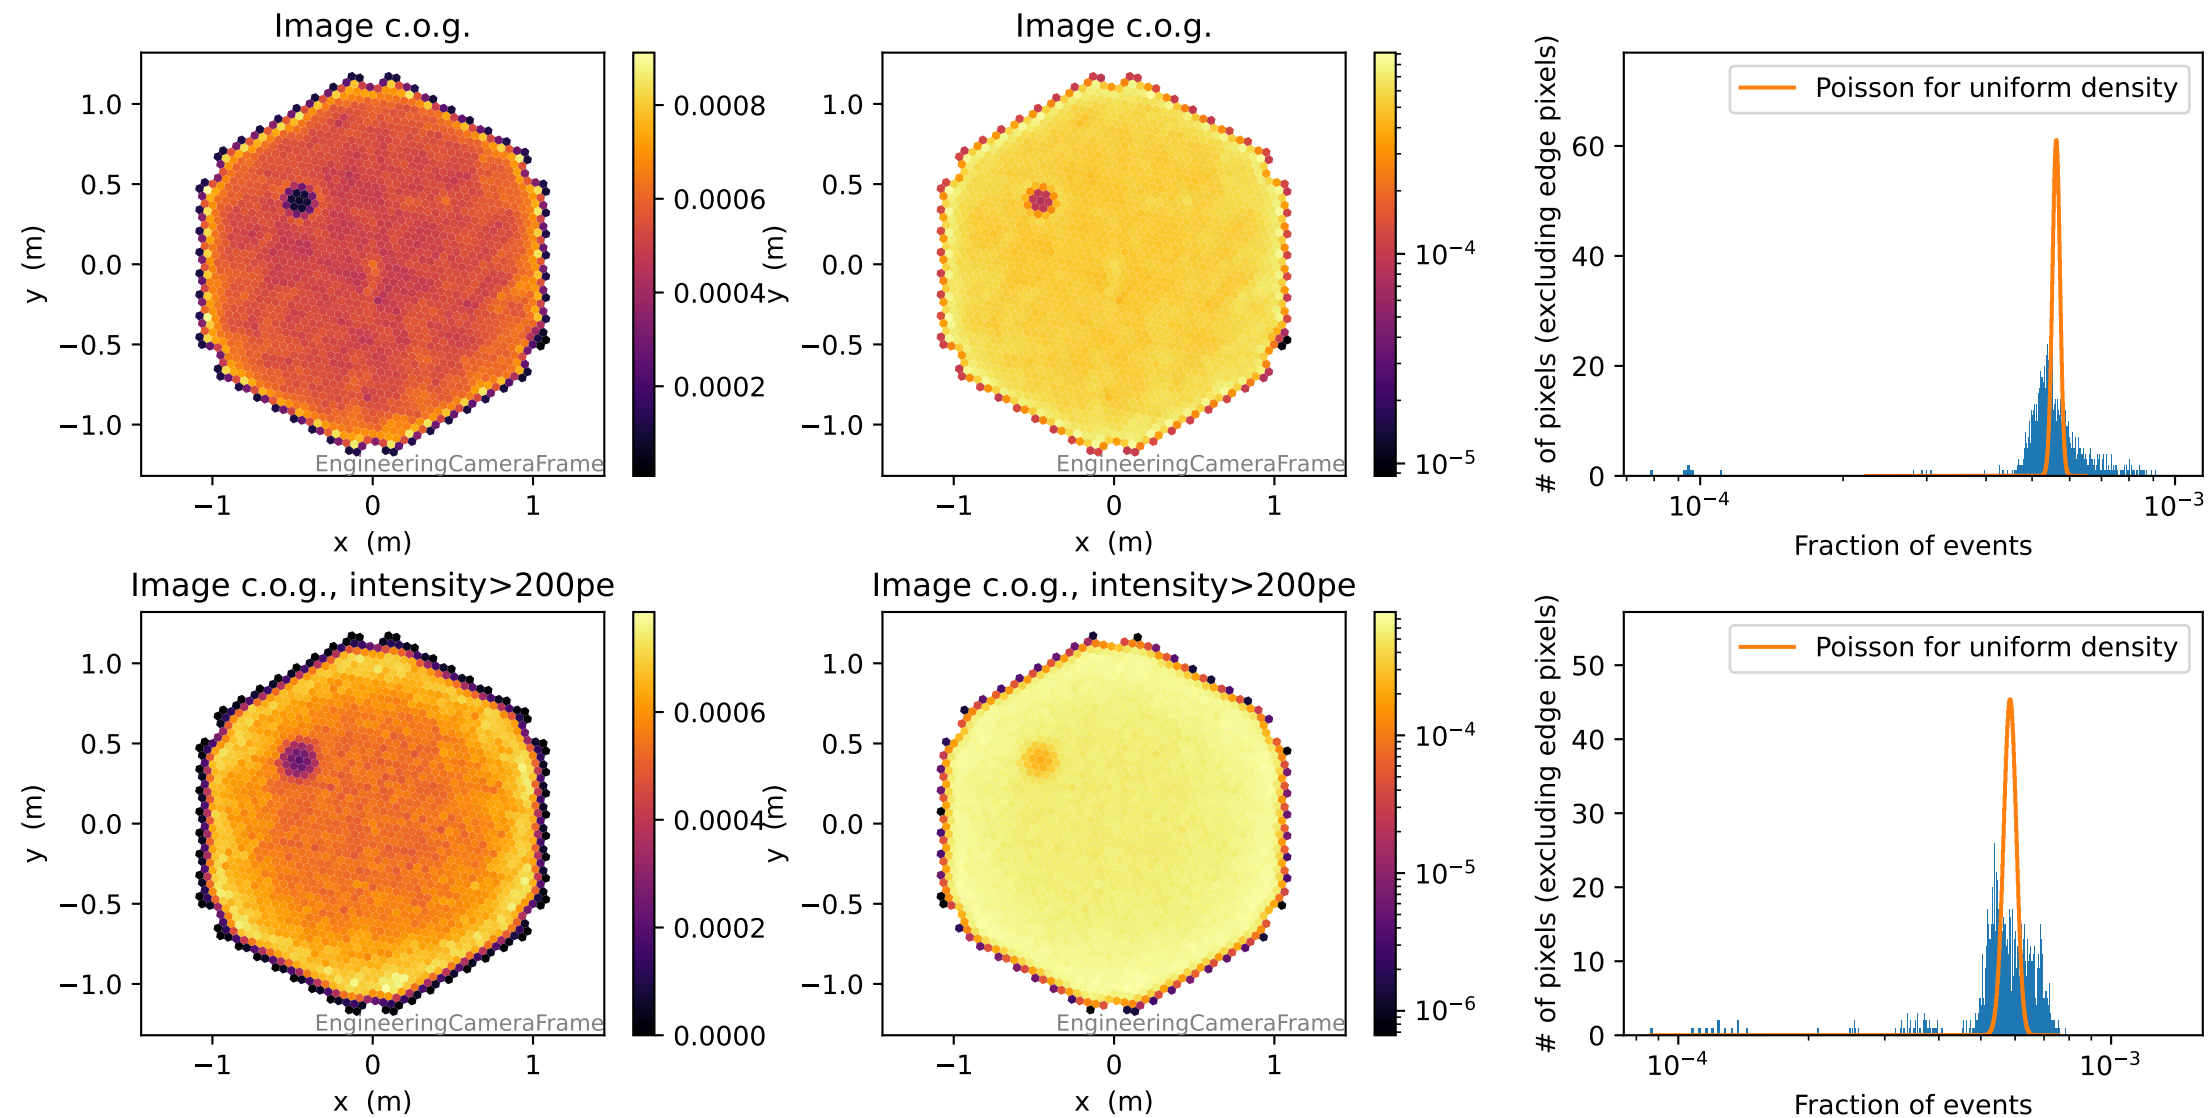 Image c.o.g.
1.0
0.5
0.0
−0.5
−1.0
y (m)
−1
0
1
x (m)
EngineeringCameraFrame
0.0008
0.0006
0.0004
0.0002
Image c.o.g.
1.0
0.5
0.0
−0.5
−1.0
y (m)
−1
0
1
x (m)
EngineeringCameraFrame
10⁻⁴
10⁻⁵
# of pixels (excluding edge pixels)
60
40
20
0
Poisson for uniform density
10⁻⁴
10⁻³
Fraction of events
Image c.o.g., intensity>200pe
1.0
0.5
0.0
−0.5
−1.0
y (m)
−1
0
1
x (m)
EngineeringCameraFrame
0.0006
0.0004
0.0002
0.0000
Image c.o.g., intensity>200pe
1.0
0.5
0.0
−0.5
−1.0
y (m)
−1
0
1
x (m)
EngineeringCameraFrame
10⁻⁴
10⁻⁵
10⁻⁶
# of pixels (excluding edge pixels)
50
40
30
20
10
0
Poisson for uniform density
10⁻⁴
10⁻³
Fraction of events